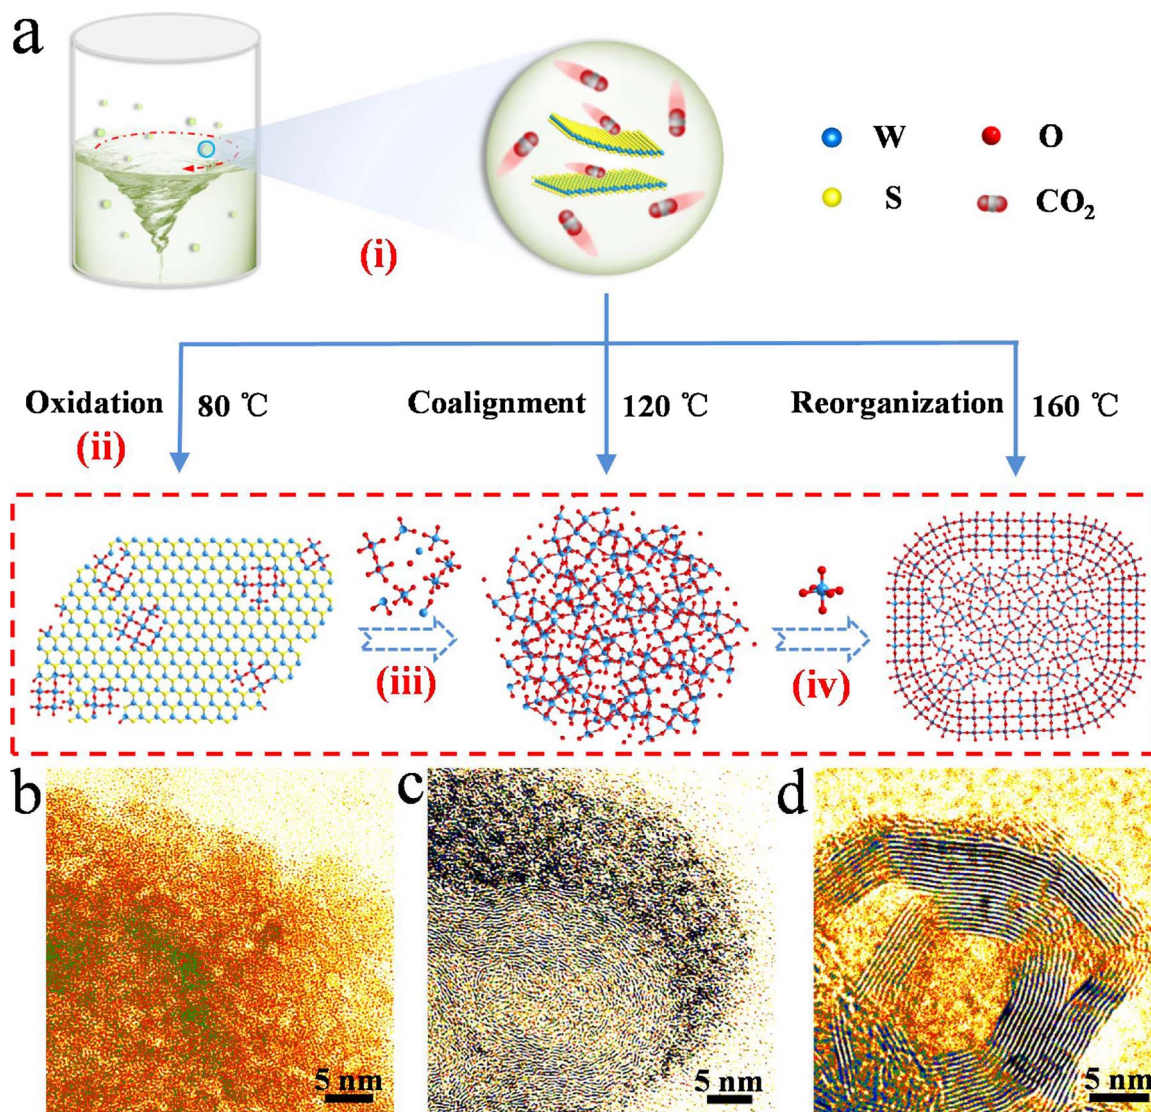 a
W
O
S
CO₂
(i)
Oxidation 80 ℃
Coalignment 120 ℃
Reorganization 160 ℃
(ii)
(iii)
(iv)
b
c
d
5 nm
5 nm
5 nm